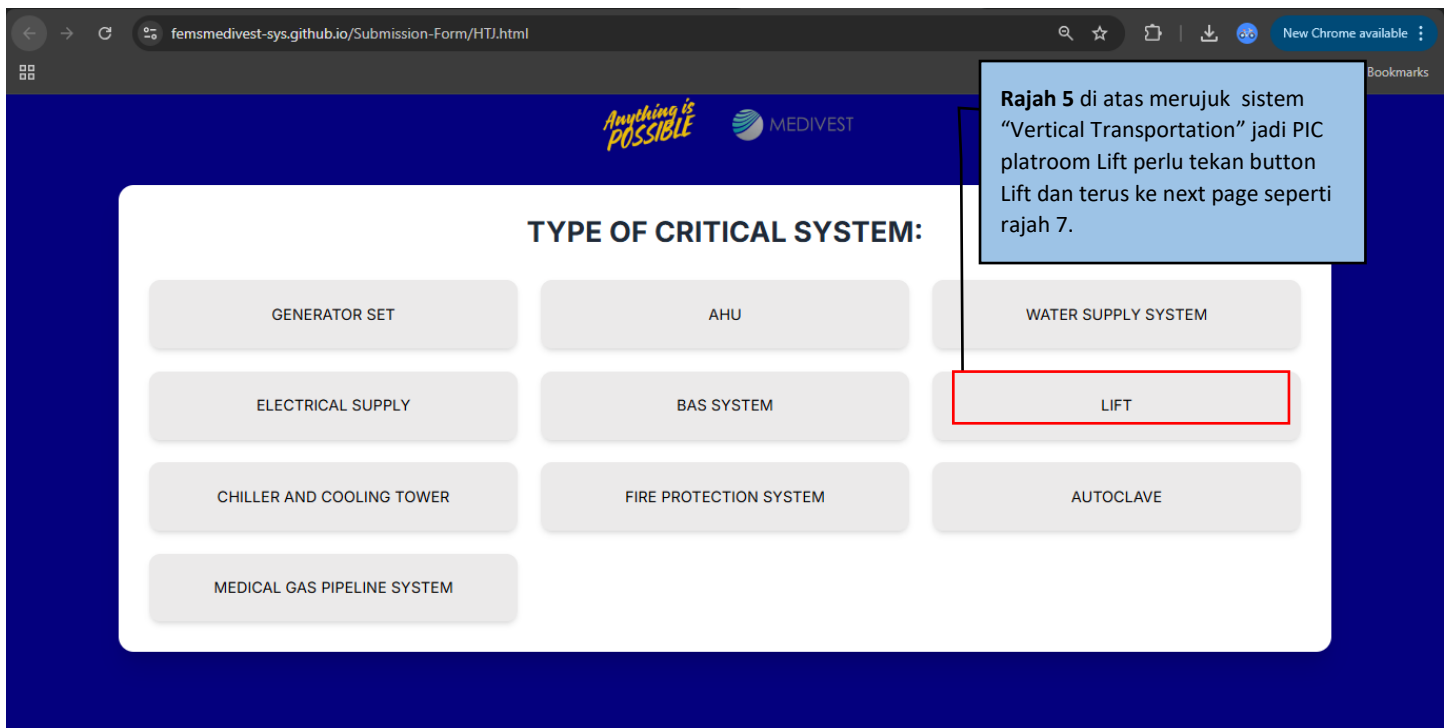 femsmedivest-sys.github.io/Submission-Form/HTJ.html
New Chrome available
Bookmarks
Anything is
POSSIBLE
MEDIVEST
Rajah 5 di atas merujuk sistem
“Vertical Transportation” jadi PIC
platroom Lift perlu tekan button
Lift dan terus ke next page seperti
rajah 7.
TYPE OF CRITICAL SYSTEM:
GENERATOR SET
AHU
WATER SUPPLY SYSTEM
ELECTRICAL SUPPLY
BAS SYSTEM
LIFT
CHILLER AND COOLING TOWER
FIRE PROTECTION SYSTEM
AUTOCLAVE
MEDICAL GAS PIPELINE SYSTEM